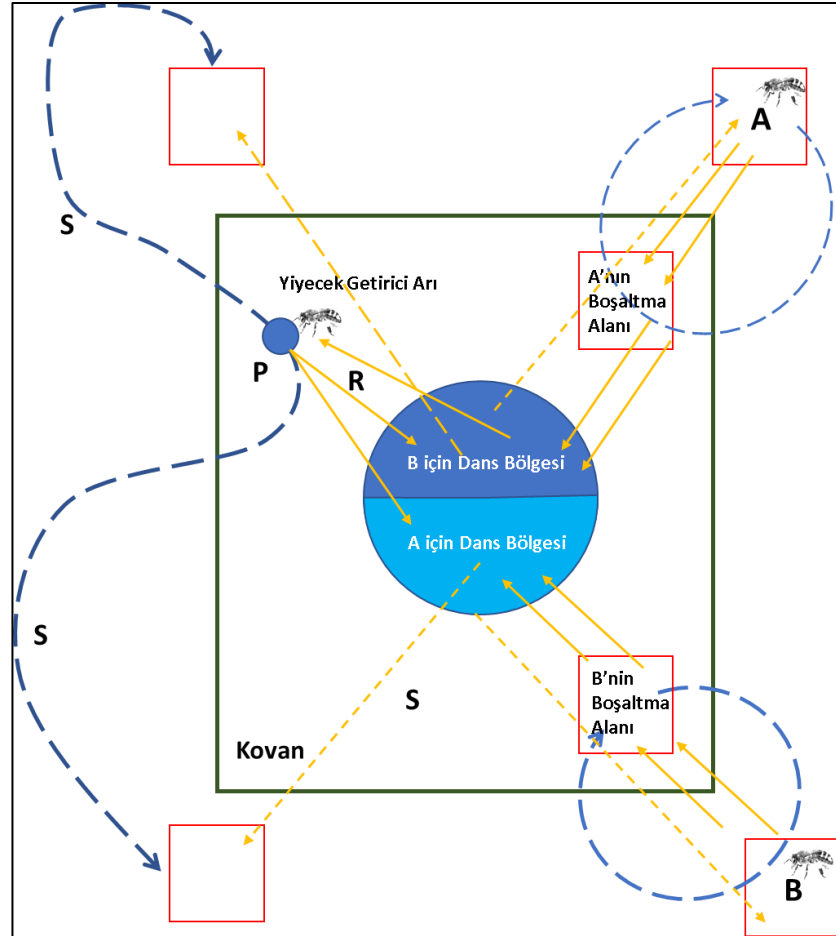 A
S
A'nın
Boşaltma
Alanı
Yiyecek Getirici Arı
P
R
B için Dans Bölgesi
A için Dans Bölgesi
S
S
B'nin
Boşaltma
Alanı
Kovan
B